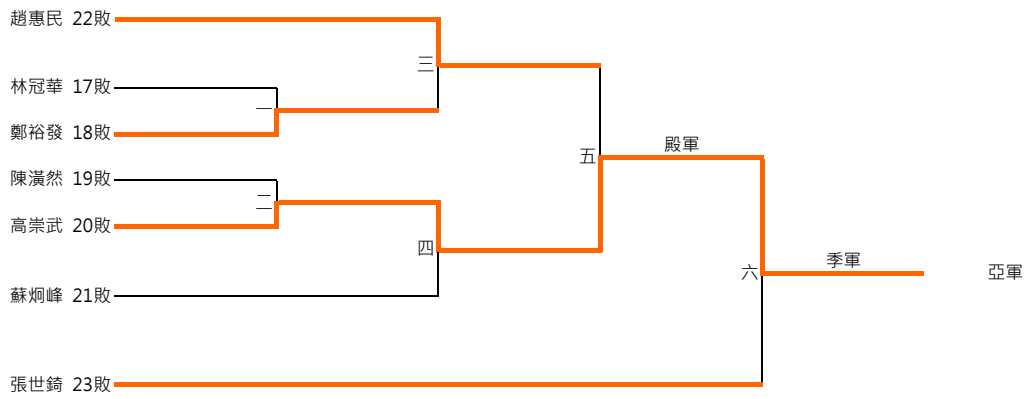 趙惠民 22敗
三
林冠華 17敗
一
鄭裕發 18敗
殿軍
五
陳潢然 19敗
二
高崇武 20敗
四
季軍
六
亞軍
蘇炯峰 21敗
張世錡 23敗